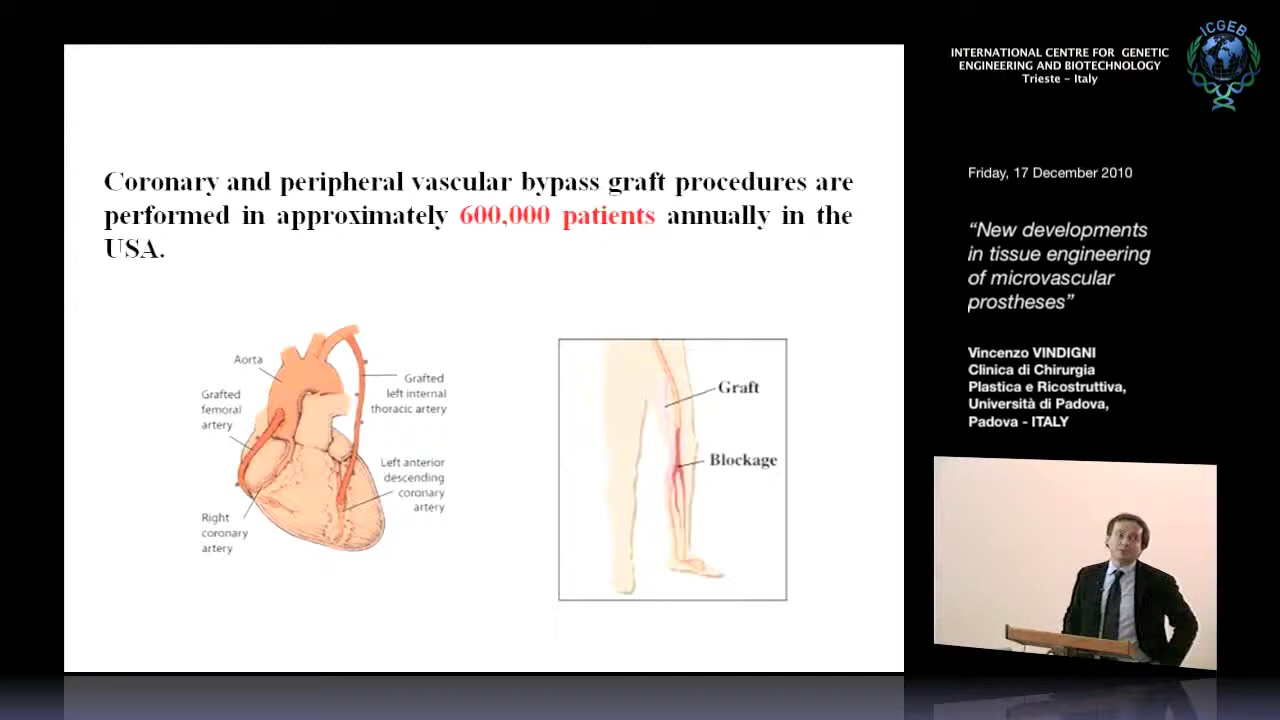 Coronary and peripheral vascular bypass graft procedures are
performed in approximately 600,000 patients annually in the
USA.
Aorta
Grafted
femoral
artery
Grafted
left internal
thoracic artery
Left anterior
descending
coronary
artery
Right
coronary
artery
Graft
Blockage
INTERNATIONAL CENTRE FOR GENETIC
ENGINEERING AND BIOTECHNOLOGY
Trieste - Italy
ICGEB
Friday, 17 December 2010
“New developments
in tissue engineering
of microvascular
prostheses”
Vincenzo VINDIGNI
Clinica di Chirurgia
Plastica e Ricostruttiva,
Università di Padova,
Padova - ITALY